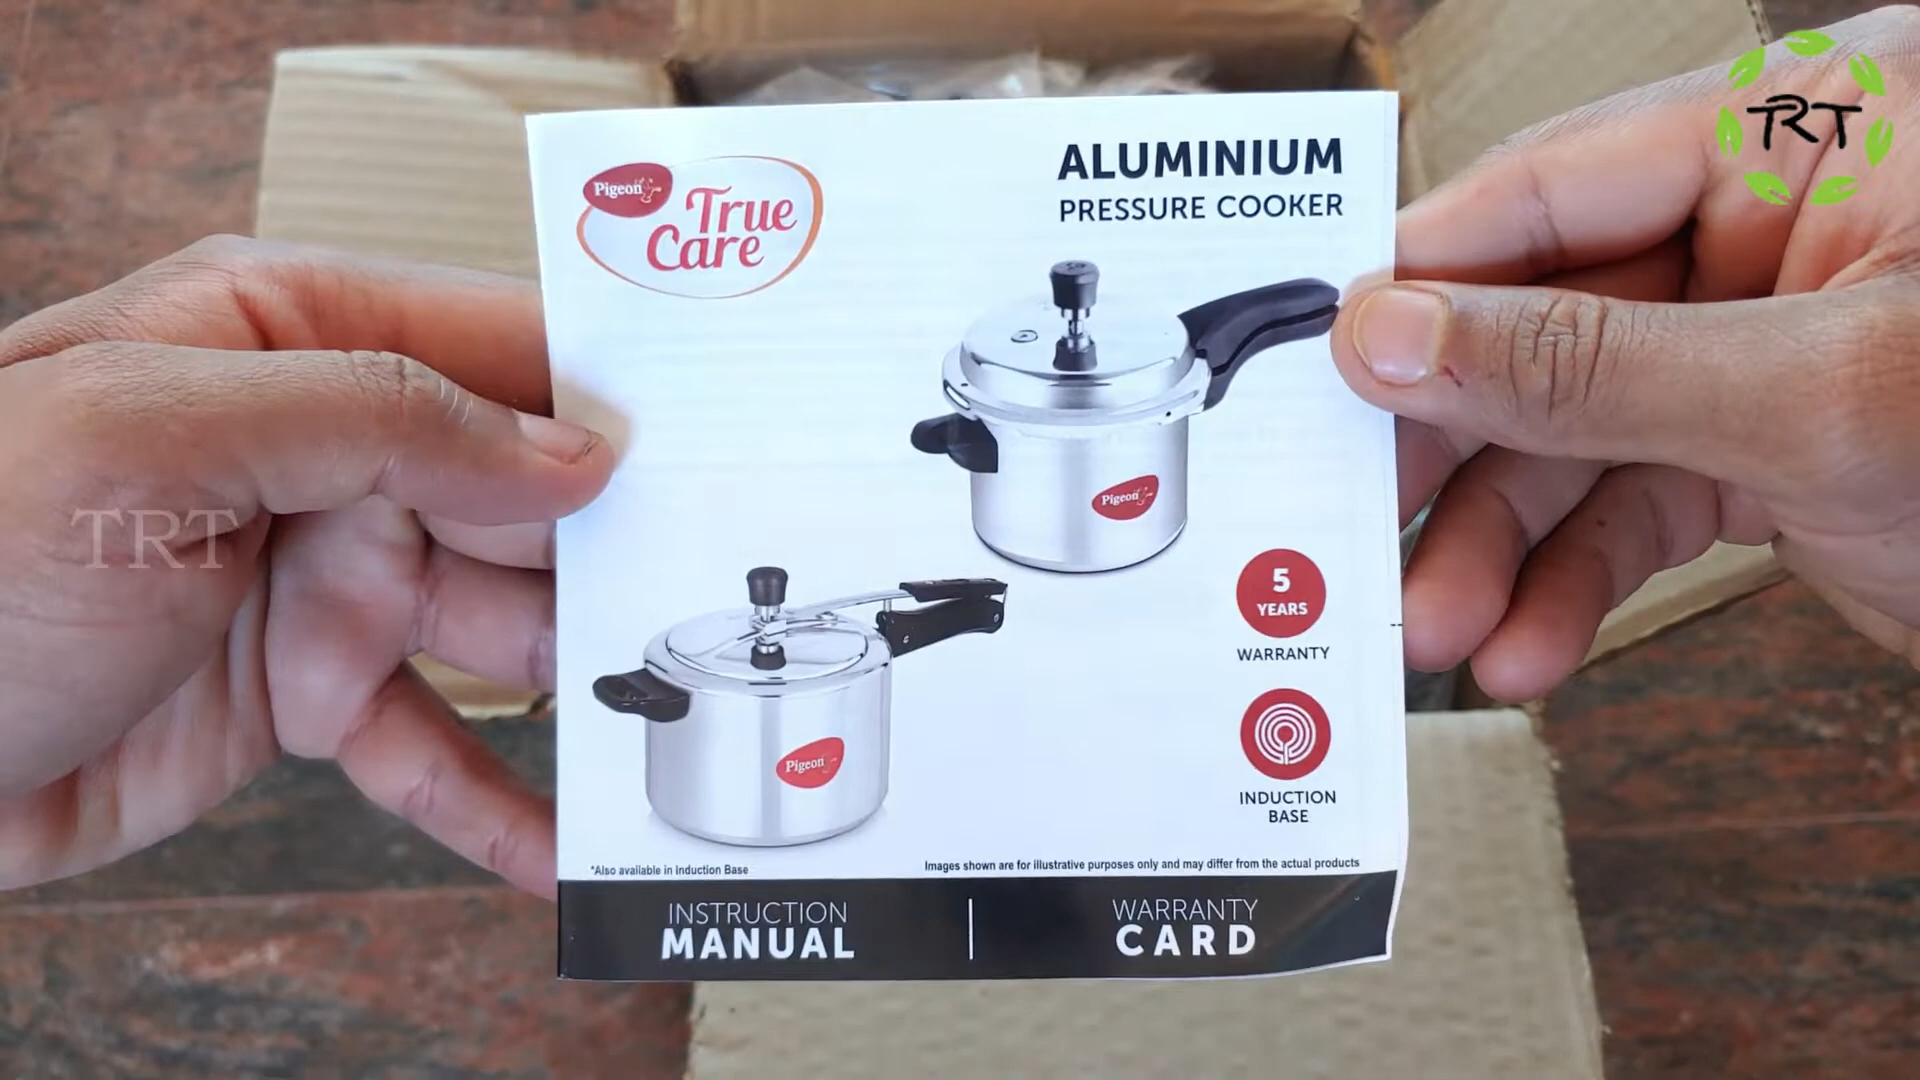 TRT
Pigeon
True
Care
ALUMINIUM
PRESSURE COOKER
Pigeon
5
YEARS
WARRANTY
Pigeon
INDUCTION
BASE
*Also available in Induction Base
Images shown are for illustrative purposes only and may differ from the actual products
INSTRUCTION
MANUAL
WARRANTY
CARD
TRT